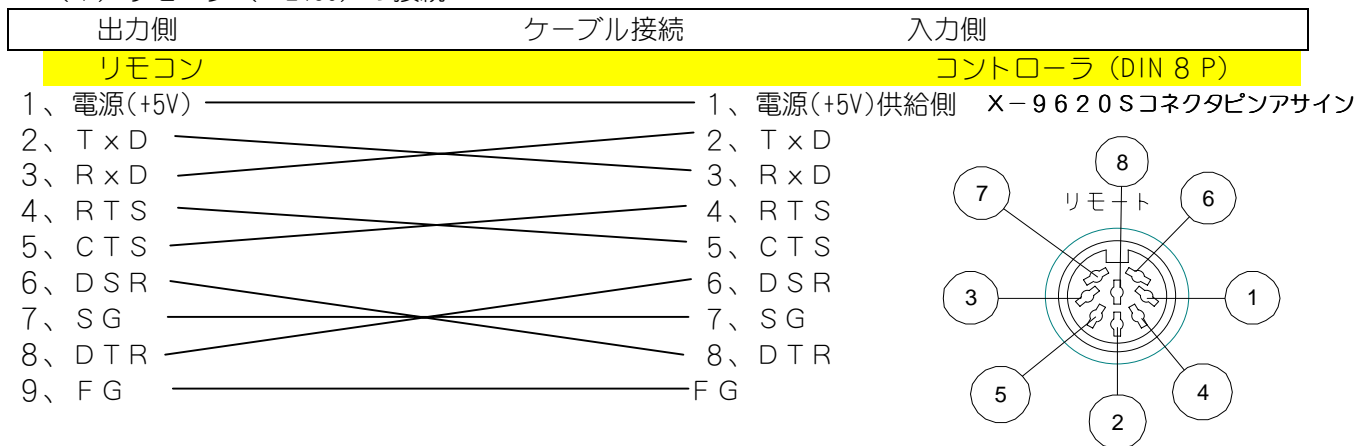 出力側 ケーブル接続 入力側
リモコン コントローラ (DIN 8 P)
1、電源(+5V) 1、電源(+5V)供給側 X-9620Sコネクタピンアサイン
2、TxD 2、TxD
3、RxD 3、RxD
4、RTS 4、RTS
5、CTS 5、CTS
6、DSR 6、DSR
7、SG 7、SG
8、DTR 8、DTR
9、FG FG
8
7 リモート 6
3 1
5 4
2